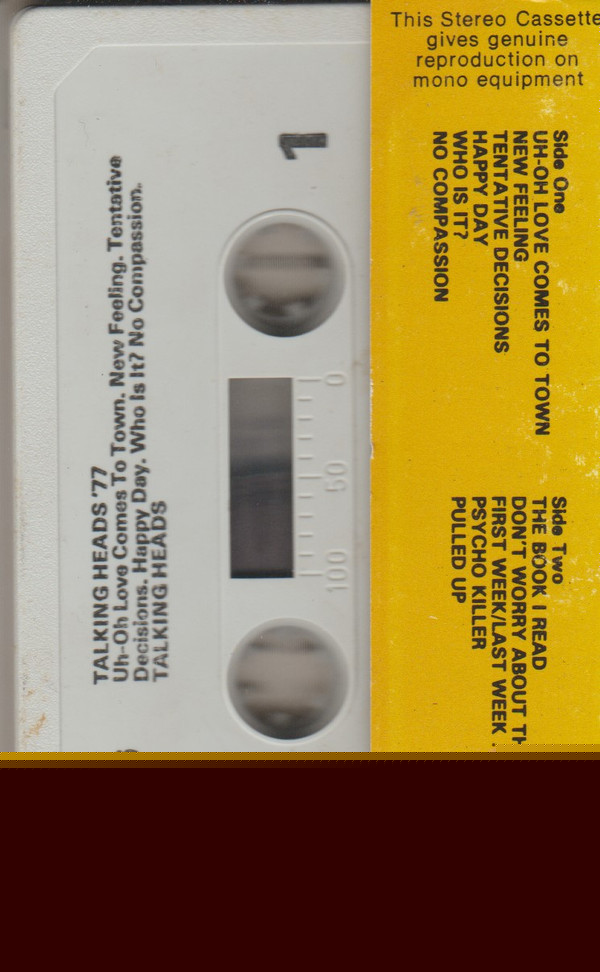 This Stereo Cassette
gives genuine
reproduction on
mono equipment
Side One
UH-OH LOVE COMES TO TOWN
NEW FEELING
TENTATIVE DECISIONS
HAPPY DAY
WHO IS IT?
NO COMPASSION
Side Two
THE BOOK I READ
DON'T WORRY ABOUT TH
FIRST WEEK/LAST WEEK .
PSYCHO KILLER
PULLED UP
1
TALKING HEADS '77
Uh-Oh Love Comes To Town. New Feeling. Tentative
Decisions. Happy Day. Who Is It? No Compassion.
TALKING HEADS
0
50
100